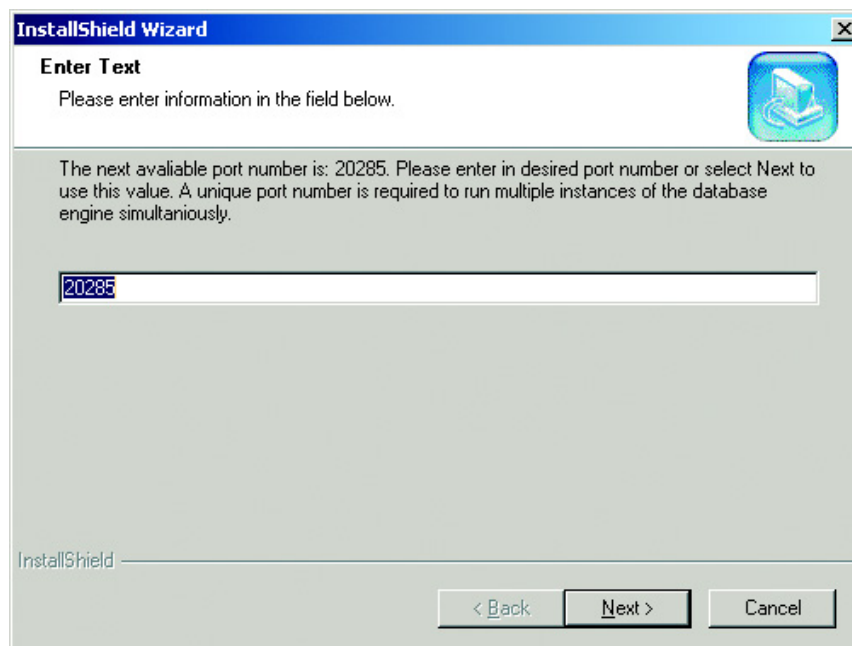 InstallShield Wizard
Enter Text
Please enter information in the field below.
The next avaliable port number is: 20285. Please enter in desired port number or select Next to
use this value. A unique port number is required to run multiple instances of the database
engine simultaniously.
20285
InstallShield
< Back
Next >
Cancel